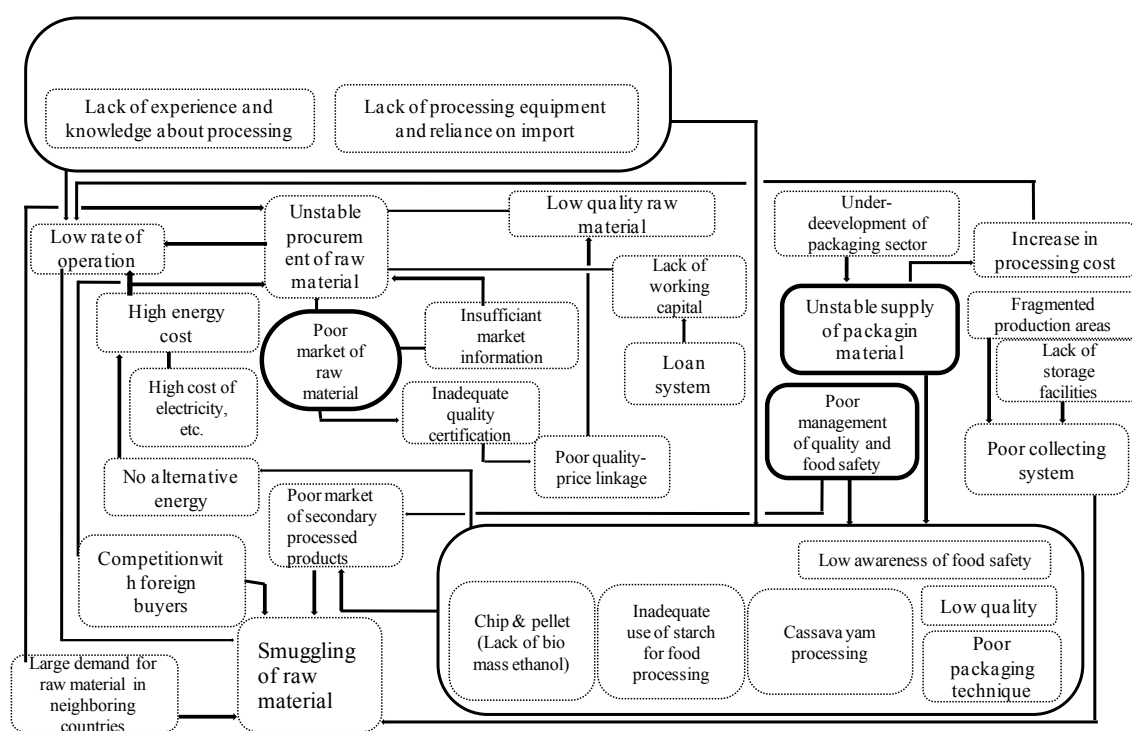 Lack of experience and
knowledge about processing
Lack of processing equipment
and reliance on import
Low rate of
operation
Unstable
procurem
ent of raw
material
Low quality raw
material
Under-
deevelopment of
packaging sector
Increase in
processing cost
Lack of
working
capital
High energy
cost
Poor
market of
raw
material
Insufficiant
market
information
Loan system
Unstable supply
of packagin
material
Fragmented
production areas
Lack of
storage
facilities
High cost of
electricity,
etc.
Inadequate
quality
certification
Poor
management
of quality and
food safety
Poor collecting
system
No alternative
energy
Poor market
of secondary
processed
products
Poor quality-
price linkage
Competitionwit
h foreign
buyers
Low awareness of food safety
Chip & pellet
(Lack of bio
mass ethanol)
Inadequate
use of starch
for food
processing
Cassava yam
processing
Low quality
Poor
packaging
technique
Large demand for
raw material in
neighboring
countries
Smuggling
of raw
material